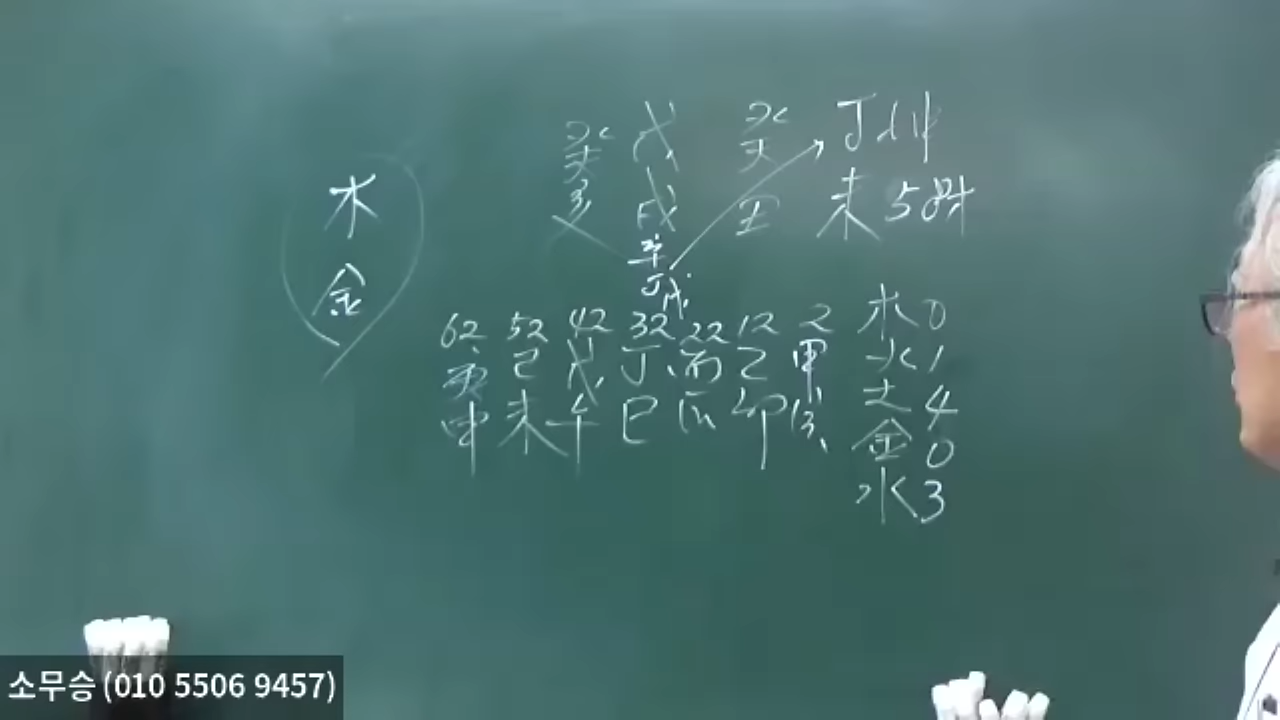 癸 戊 癸 丁 坤
亥 戌 丑 未 58세
辛
丁
戊
木
金
62 52 42 32 22 12 2
庚 己 戊 丁 丙 乙 甲
申 未 午 巳 辰 卯 寅
木 0
火 1
土 4
金 0
水 3
소무승 (010 5506 9457)